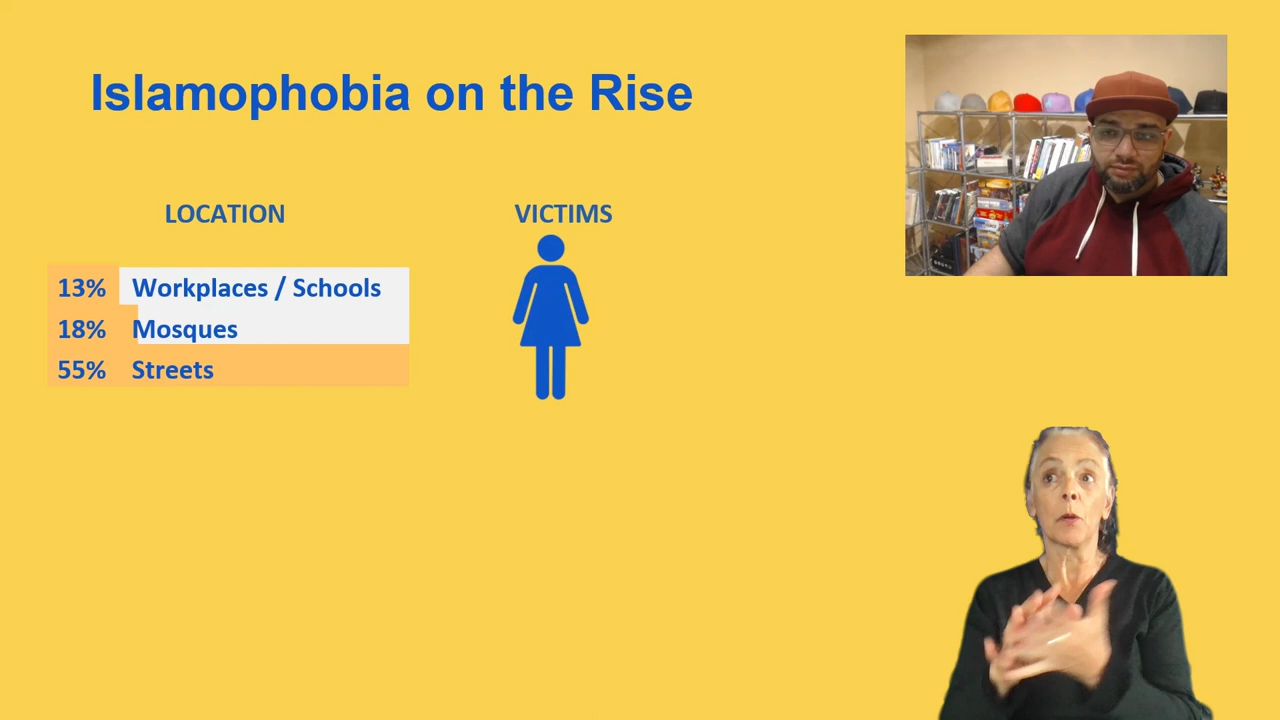 Islamophobia on the Rise
LOCATION
13% Workplaces / Schools
18% Mosques
55% Streets
VICTIMS